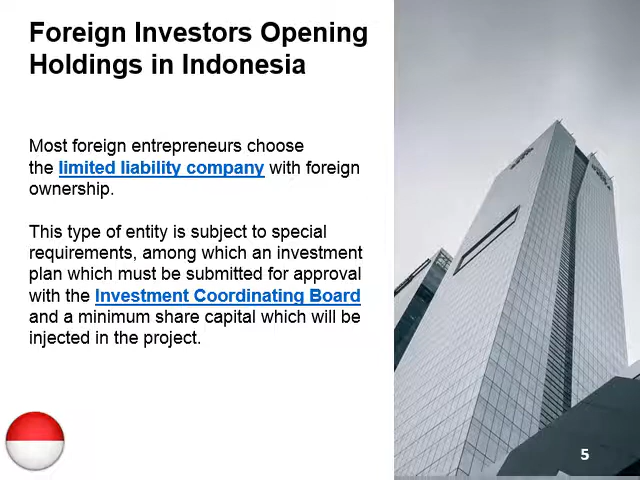 Foreign Investors Opening
Holdings in Indonesia
Most foreign entrepreneurs choose
the limited liability company with foreign
ownership.
This type of entity is subject to special
requirements, among which an investment
plan which must be submitted for approval
with the Investment Coordinating Board
and a minimum share capital which will be
injected in the project.
5